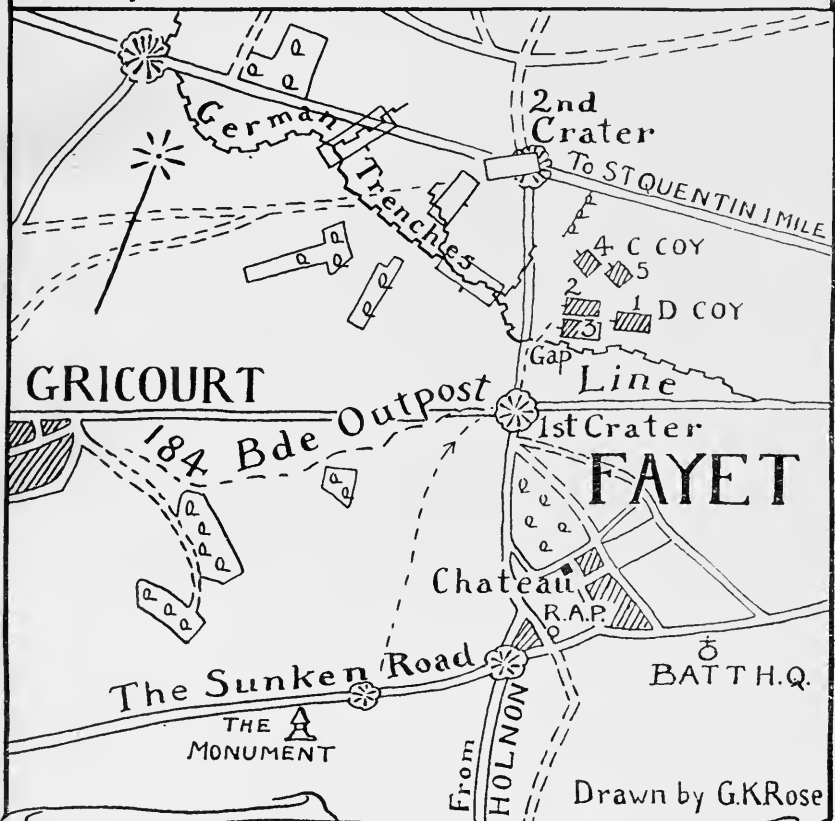 German
Trenches
2nd
Crater
To ST QUENTIN 1 MILE
4 C COY
5
2
1 D COY
3
Gap
Line
GRICOURT
184 Bde Outpost
1st Crater
FAYET
Chateau
R.A.P.
BATT H.Q.
The Sunken Road
THE
MONUMENT
From
HOLNON
Drawn by G.K.Rose